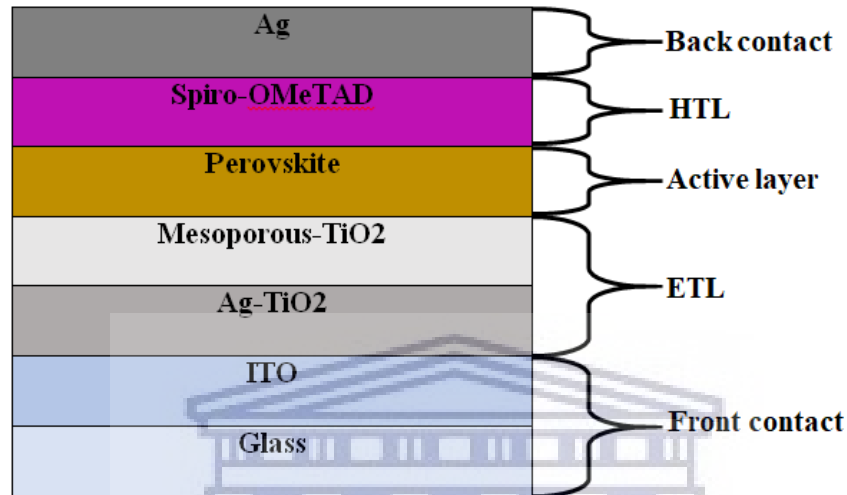 Ag
Back contact
Spiro-OMeTAD
HTL
Perovskite
Active layer
Mesoporous-TiO2
ETL
Ag-TiO2
ITO
Front contact
Glass